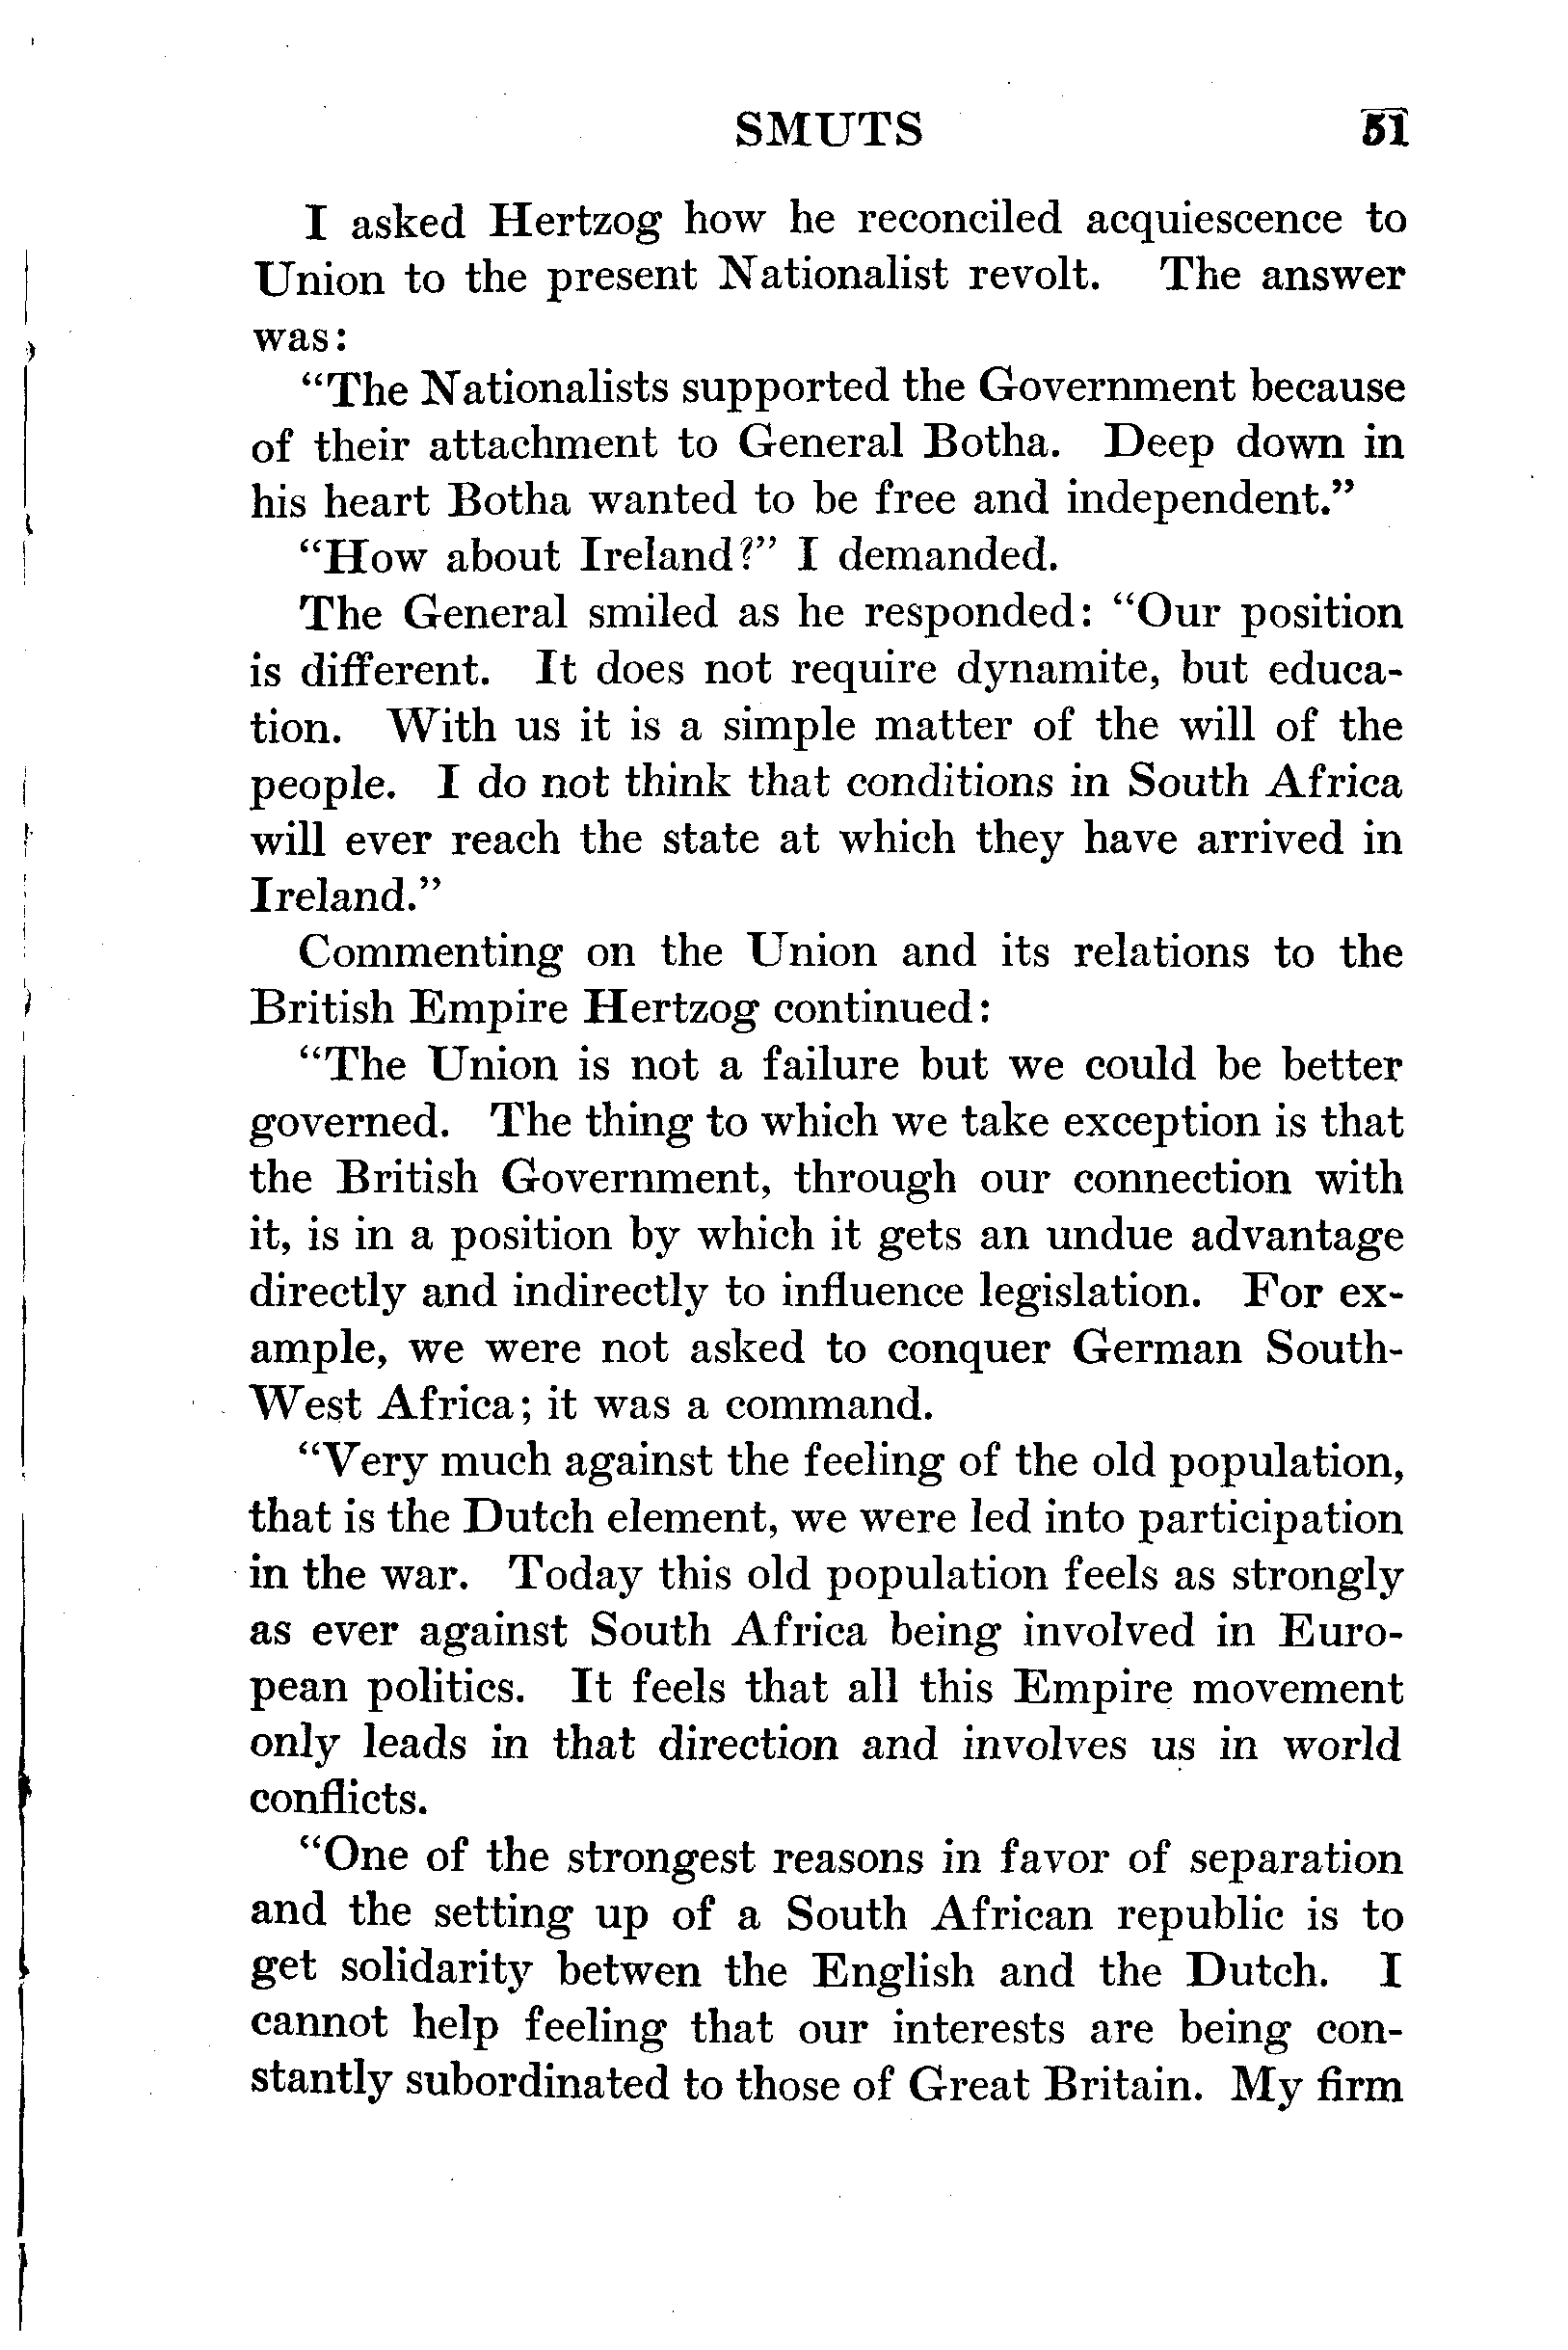 SMUTS 51
I asked Hertzog how he reconciled acquiescence to
Union to the present Nationalist revolt. The answer
was:
“The Nationalists supported the Government because
of their attachment to General Botha. Deep down in
his heart Botha wanted to be free and independent.”
“How about Ireland?” I demanded.
The General smiled as he responded: “Our position
is different. It does not require dynamite, but educa-
tion. With us it is a simple matter of the will of the
people. I do not think that conditions in South Africa
will ever reach the state at which they have arrived in
Ireland.”
Commenting on the Union and its relations to the
British Empire Hertzog continued:
“The Union is not a failure but we could be better
governed. The thing to which we take exception is that
the British Government, through our connection with
it, is in a position by which it gets an undue advantage
directly and indirectly to influence legislation. For ex-
ample, we were not asked to conquer German South-
West Africa; it was a command.
“Very much against the feeling of the old population,
that is the Dutch element, we were led into participation
in the war. Today this old population feels as strongly
as ever against South Africa being involved in Euro-
pean politics. It feels that all this Empire movement
only leads in that direction and involves us in world
conflicts.
“One of the strongest reasons in favor of separation
and the setting up of a South African republic is to
get solidarity betwen the English and the Dutch. I
cannot help feeling that our interests are being con-
stantly subordinated to those of Great Britain. My firm